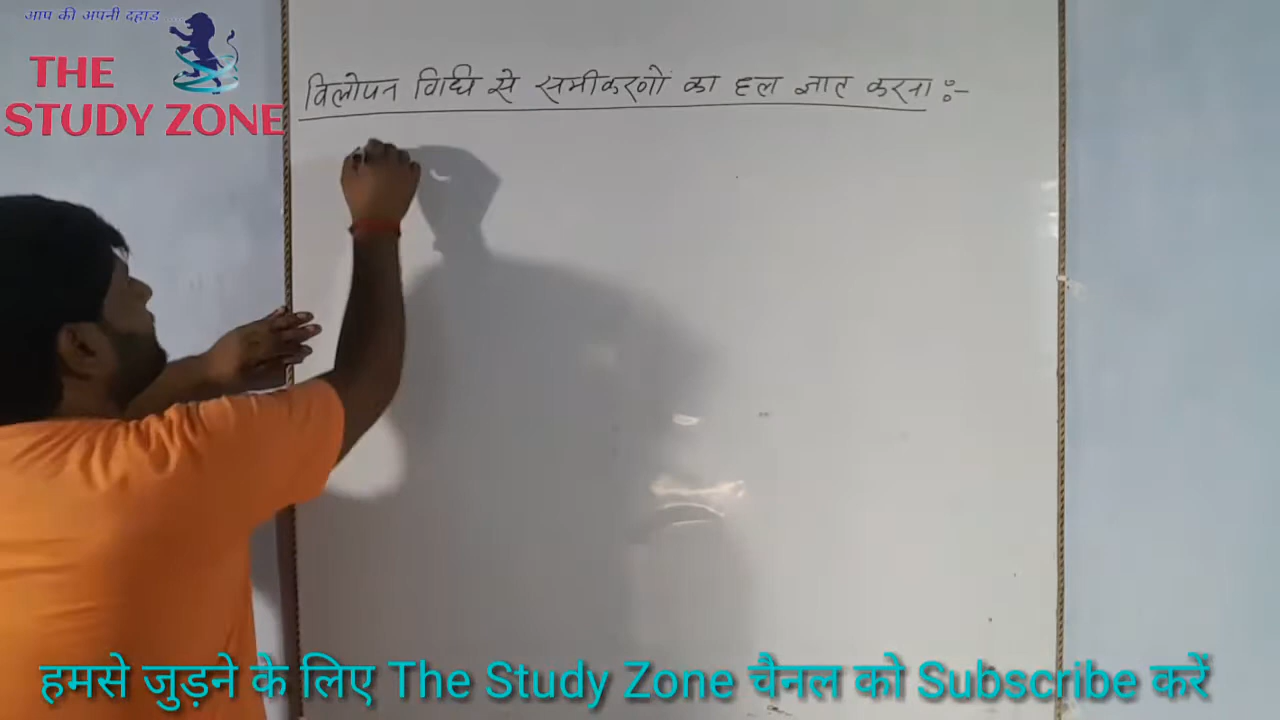 आप की अपनी दहाड़....
THE
STUDY ZONE
विलोपन विधि से समीकरणों का हल ज्ञात करना :-
हमसे जुड़ने के लिए The Study Zone चैनल को Subscribe करें